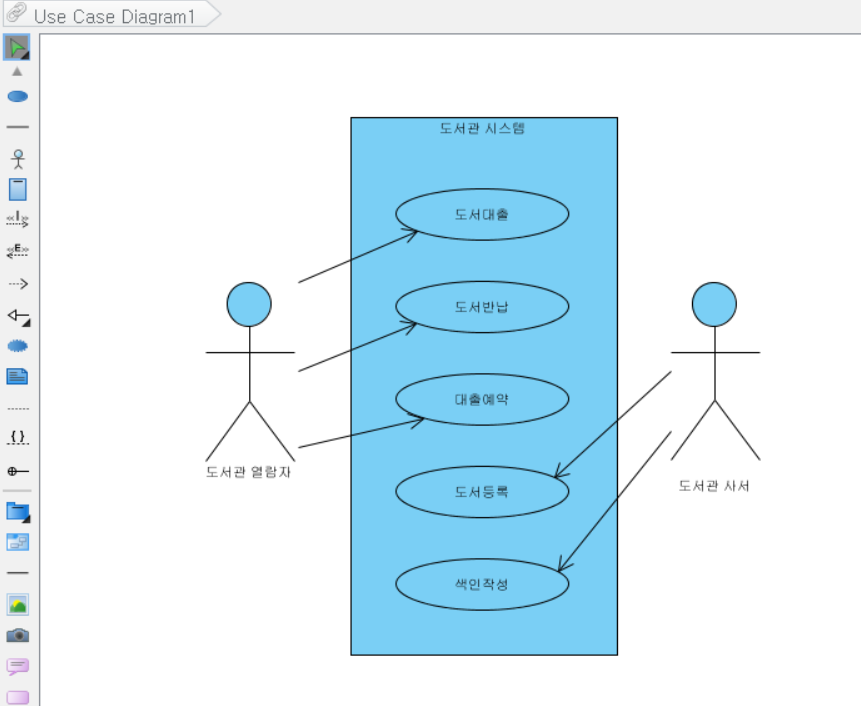 Use Case Diagram1
도서관 시스템
도서대출
도서반납
대출예약
도서등록
색인작성
도서관 열람자
도서관 사서
<<I>>
<<E>>
{}